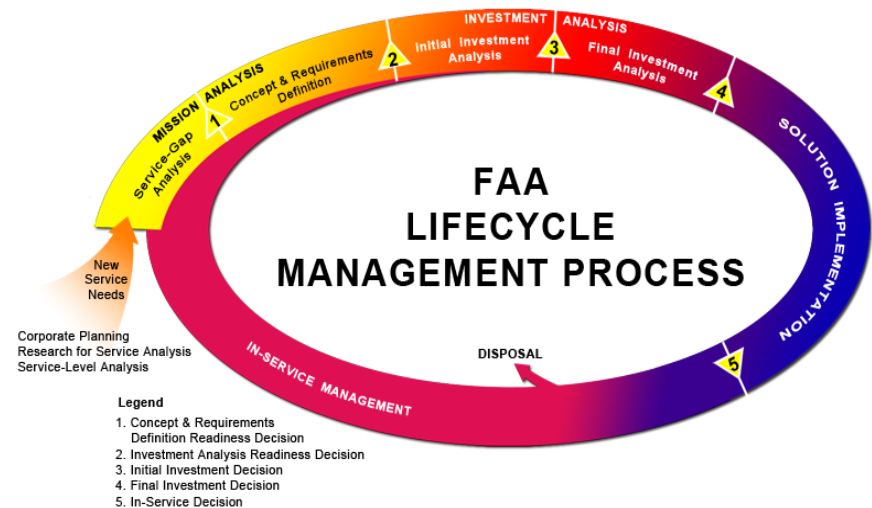 INVESTMENT ANALYSIS
Initial Investment
Analysis
Final Investment
Analysis
MISSION ANALYSIS
Concept & Requirements
Definition
Service-Gap
Analysis
1
2
3
4
5
SOLUTION IMPLEMENTATION
FAA
LIFECYCLE
MANAGEMENT PROCESS
New
Service
Needs
Corporate Planning
Research for Service Analysis
Service-Level Analysis
IN-SERVICE MANAGEMENT
DISPOSAL
Legend
1. Concept & Requirements
Definition Readiness Decision
2. Investment Analysis Readiness Decision
3. Initial Investment Decision
4. Final Investment Decision
5. In-Service Decision